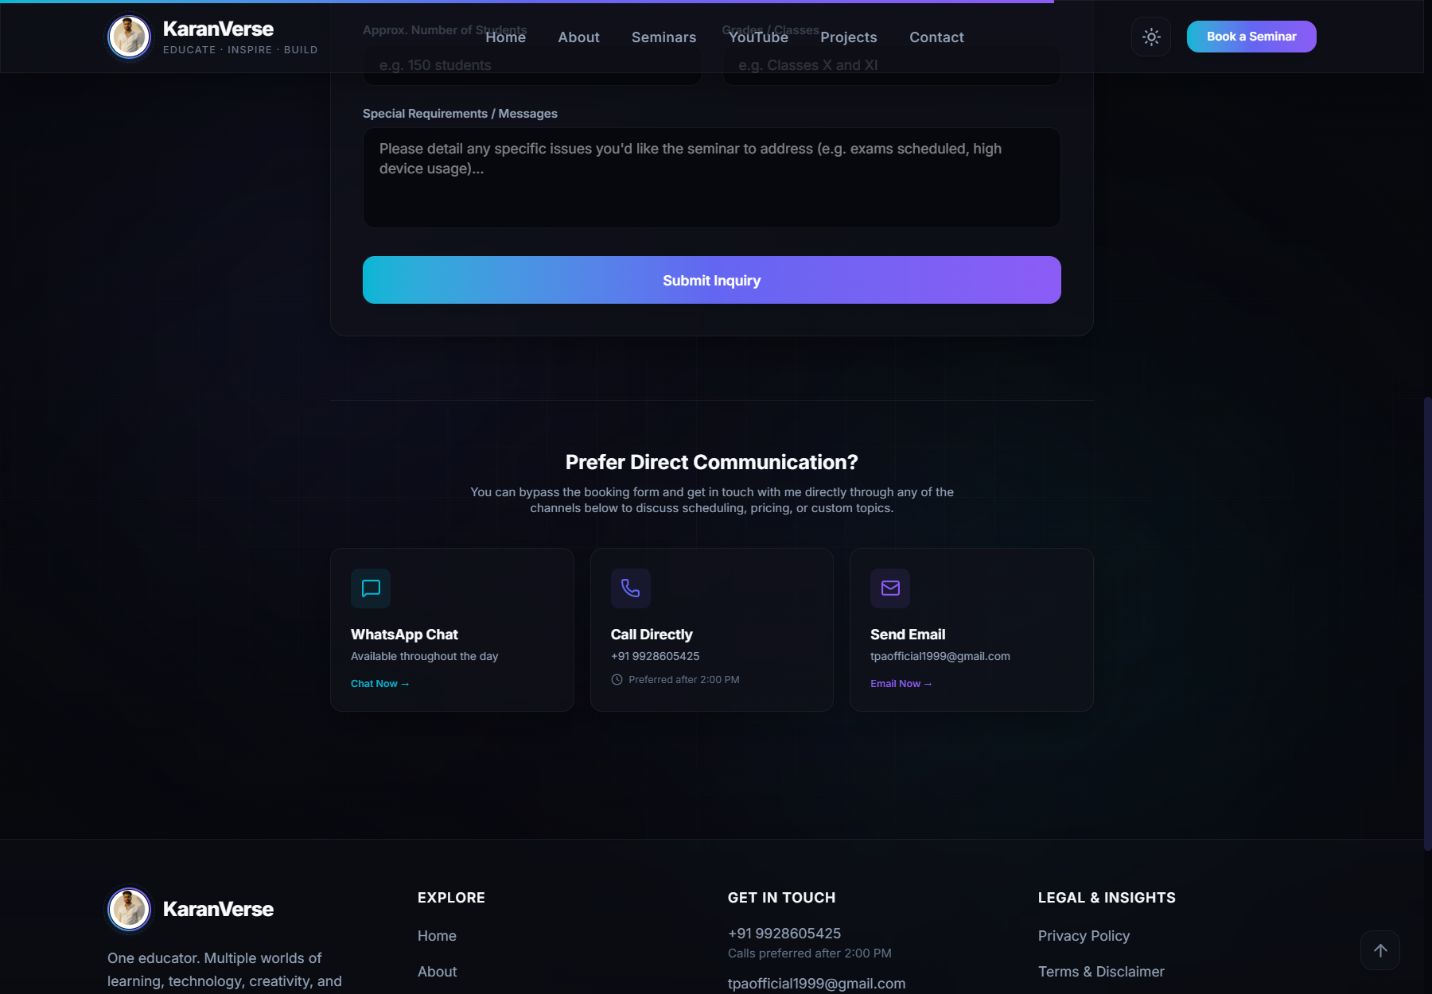 KaranVerse
EDUCATE · INSPIRE · BUILD
Home
About
Seminars
YouTube
Projects
Contact
Book a Seminar
Approx. Number of Students
Grades / Classes
e.g. 150 students
e.g. Classes X and XI
Special Requirements / Messages
Please detail any specific issues you'd like the seminar to address (e.g. exams scheduled, high
device usage)...
Submit Inquiry
Prefer Direct Communication?
You can bypass the booking form and get in touch with me directly through any of the
channels below to discuss scheduling, pricing, or custom topics.
WhatsApp Chat
Available throughout the day
Chat Now →
Call Directly
+91 9928605425
Preferred after 2:00 PM
Send Email
tpaofficial1999@gmail.com
Email Now →
KaranVerse
One educator. Multiple worlds of
learning, technology, creativity, and
EXPLORE
Home
About
GET IN TOUCH
+91 9928605425
Calls preferred after 2:00 PM
tpaofficial1999@gmail.com
LEGAL & INSIGHTS
Privacy Policy
Terms & Disclaimer